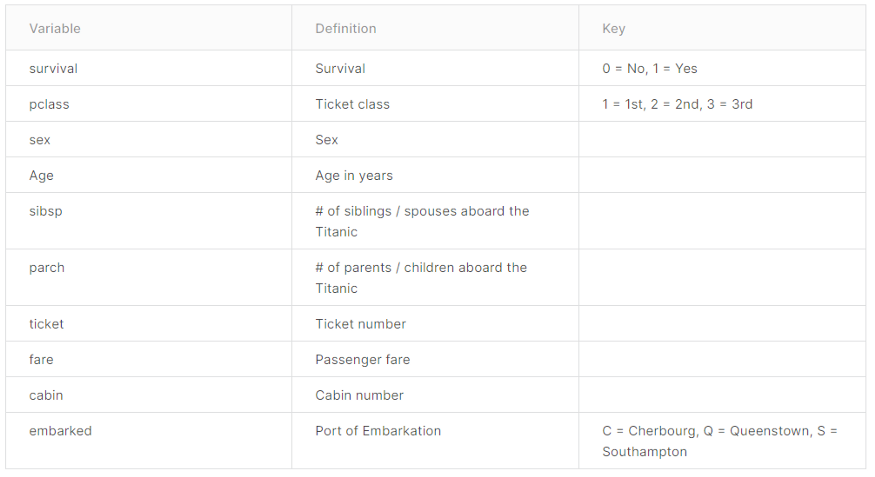 Variable Definition Key
survival Survival 0 = No, 1 = Yes
pclass Ticket class 1 = 1st, 2 = 2nd, 3 = 3rd
sex Sex
Age Age in years
sibsp # of siblings / spouses aboard the
Titanic
parch # of parents / children aboard the
Titanic
ticket Ticket number
fare Passenger fare
cabin Cabin number
embarked Port of Embarkation C = Cherbourg, Q = Queenstown, S =
Southampton